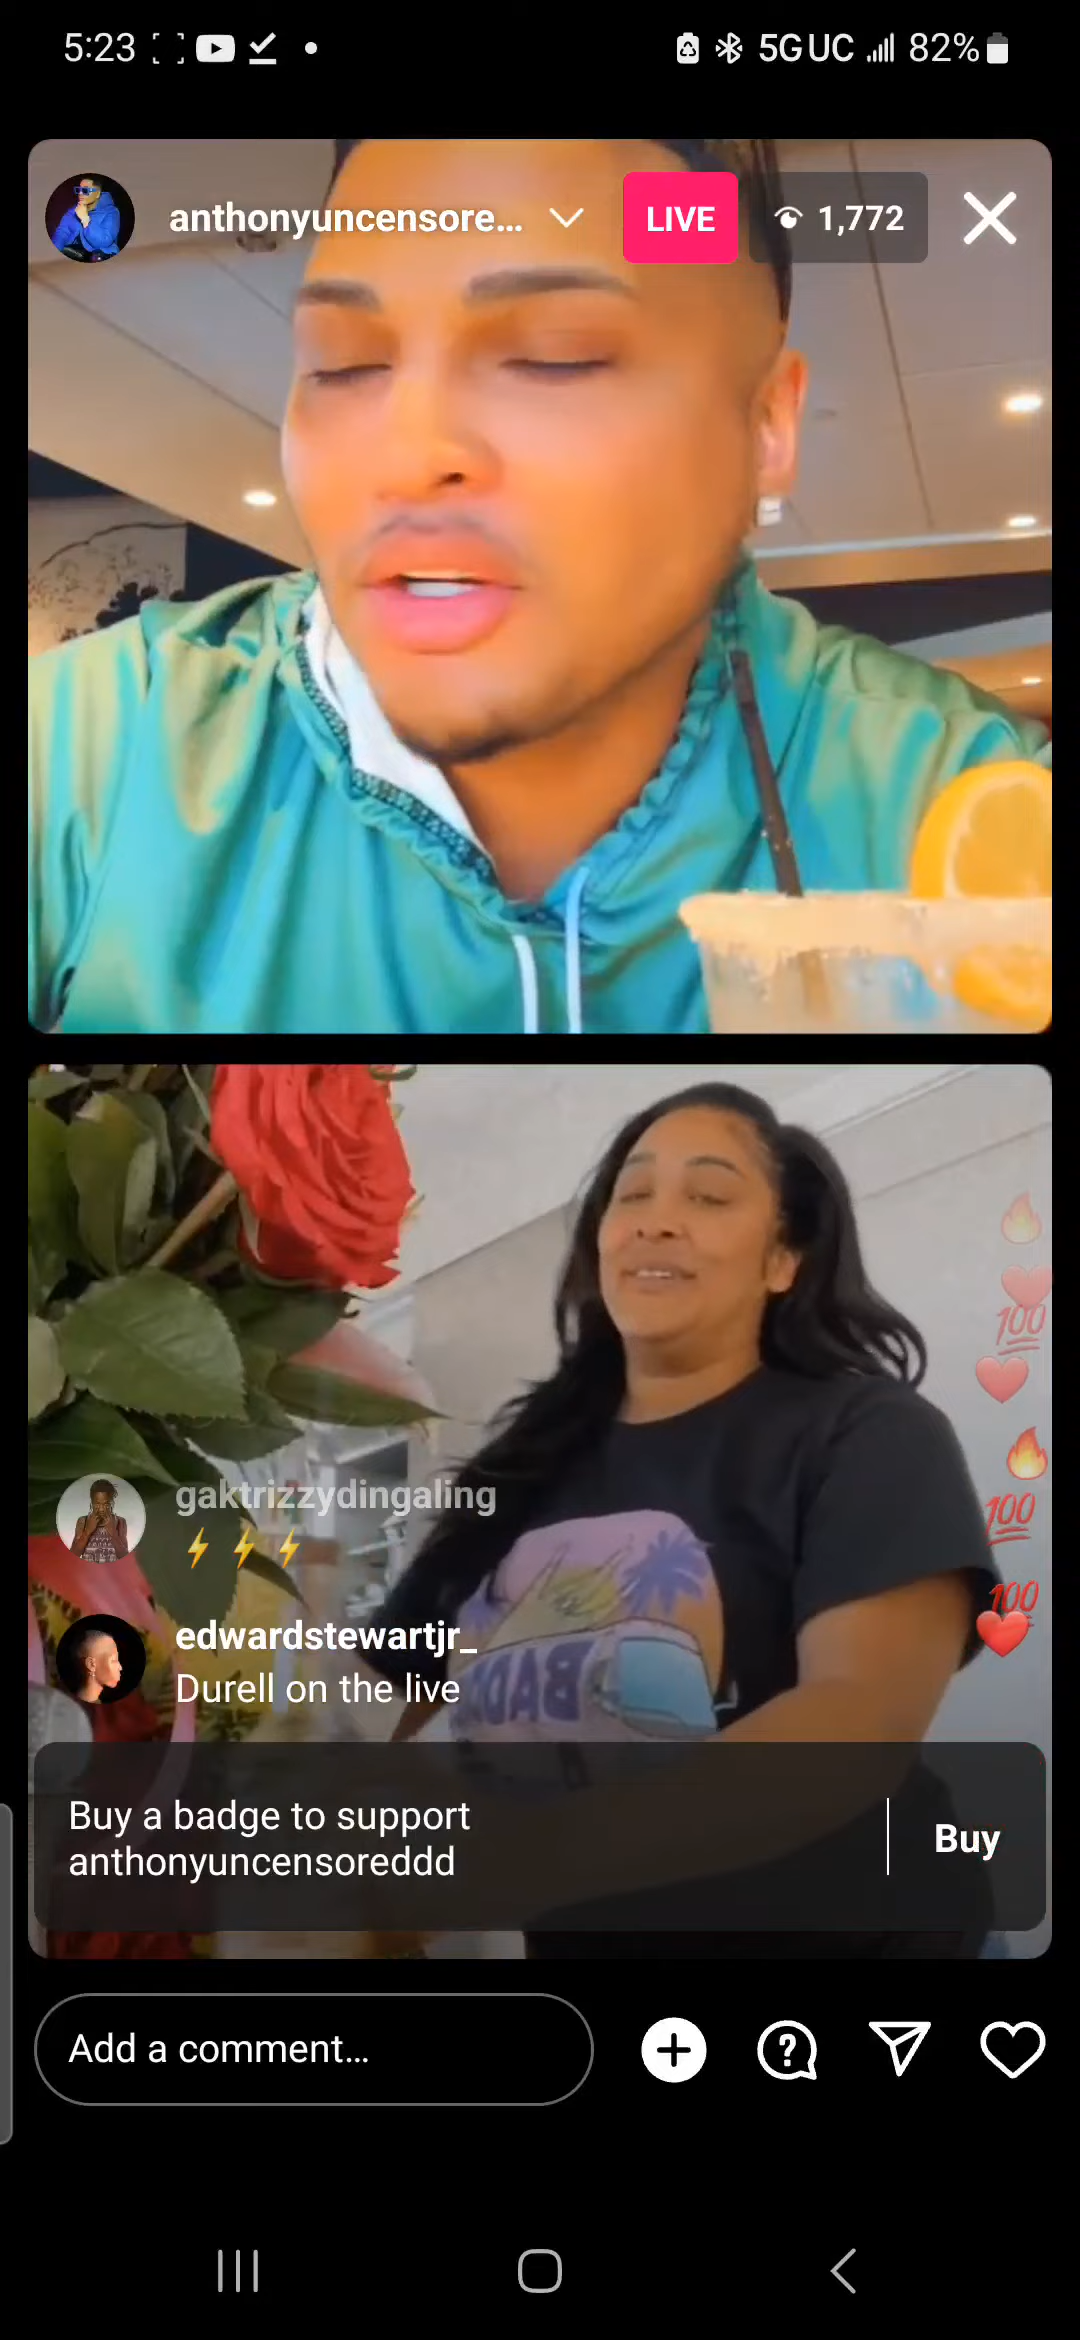 5:23
5G UC 82%
anthonyuncensore...
LIVE
1,772
gaktrizzydingaling
⚡ ⚡ ⚡
edwardstewartjr_
Durell on the live
Buy a badge to support
anthonyuncensoreddd
Buy
Add a comment...